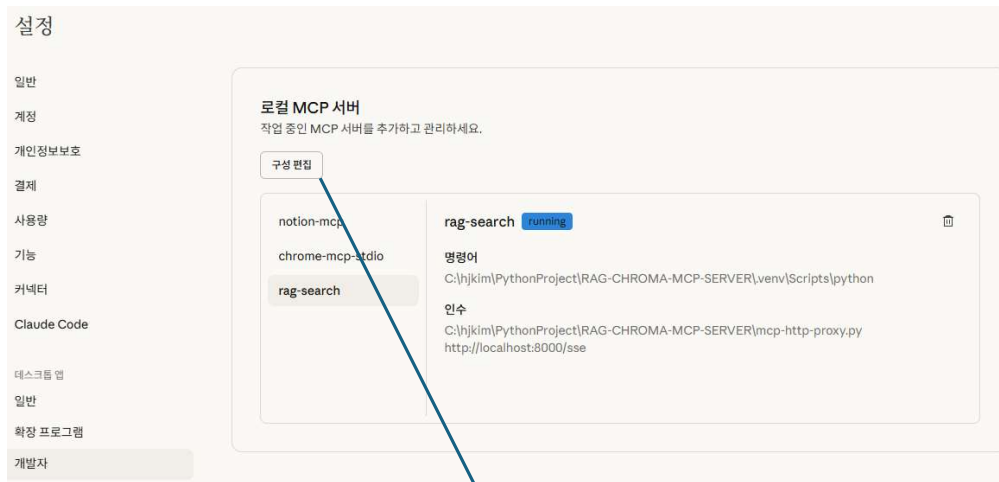 설정
일반
계정
개인정보보호
결제
사용량
기능
커넥터
Claude Code
데스크톱 앱
일반
확장 프로그램
개발자
로컬 MCP 서버
작업 중인 MCP 서버를 추가하고 관리하세요.
구성 편집
notion-mcp
chrome-mcp-stdio
rag-search
rag-search running
명령어
C:\hjkim\PythonProject\RAG-CHROMA-MCP-SERVER\.venv\Scripts\python
인수
C:\hjkim\PythonProject\RAG-CHROMA-MCP-SERVER\mcp-http-proxy.py
http://localhost:8000/sse